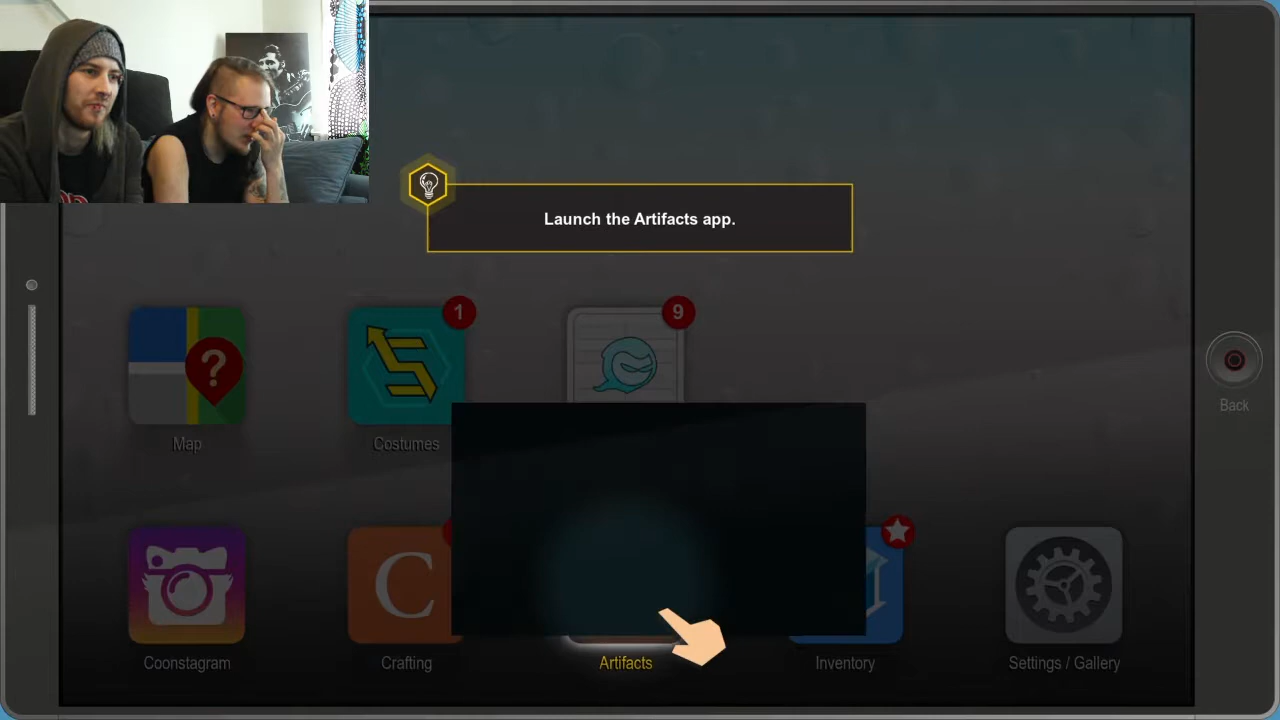 Launch the Artifacts app.
1
9
?
Map
Costumes
Back
C
Coonstagram
Crafting
Artifacts
Inventory
Settings / Gallery